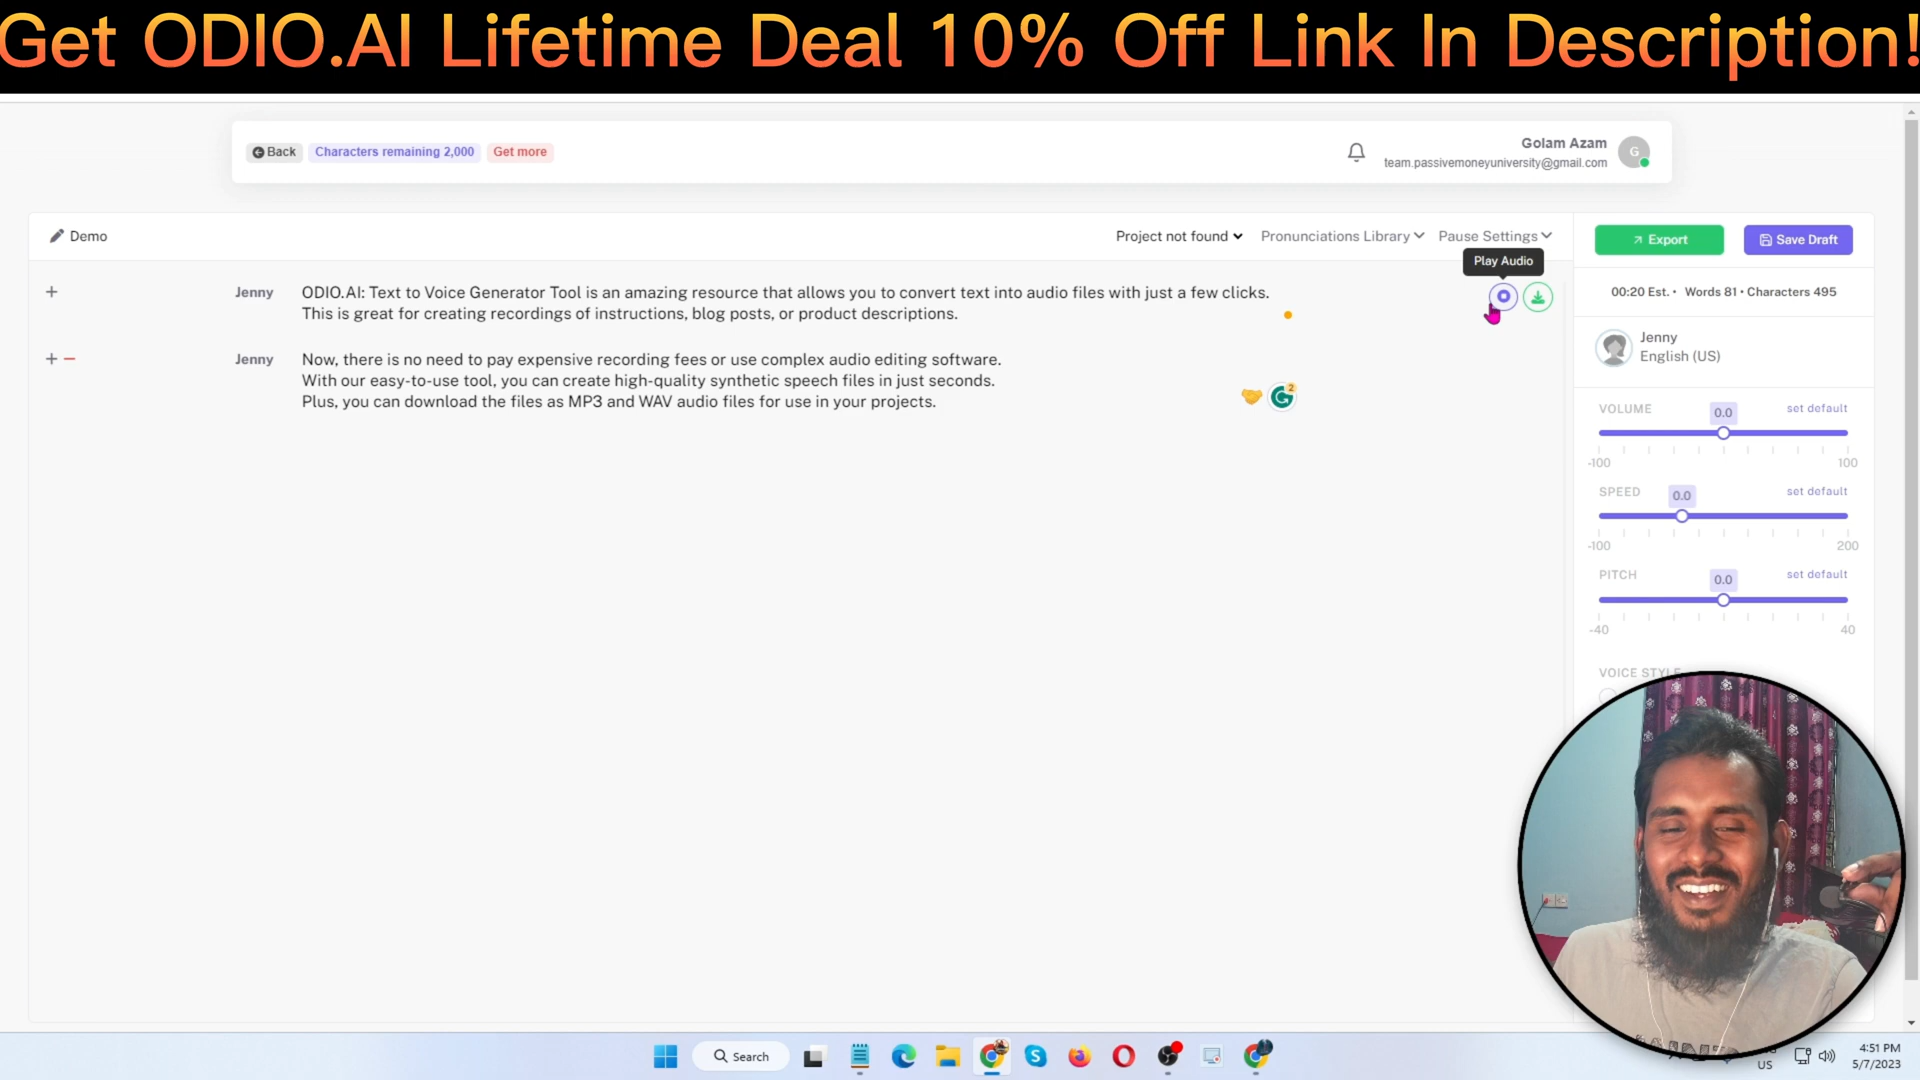 Get ODIO.AI Lifetime Deal 10% Off Link In Description!
Back Characters remaining 2,000 Get more
Golam Azam
team.passivemoneyuniversity@gmail.com
G
Demo
Project not found Pronunciations Library Pause Settings
Export Save Draft
Play Audio
Jenny
ODIO.AI: Text to Voice Generator Tool is an amazing resource that allows you to convert text into audio files with just a few clicks.
This is great for creating recordings of instructions, blog posts, or product descriptions.
Jenny
Now, there is no need to pay expensive recording fees or use complex audio editing software.
With our easy-to-use tool, you can create high-quality synthetic speech files in just seconds.
Plus, you can download the files as MP3 and WAV audio files for use in your projects.
2
00:20 Est. • Words 81 • Characters 495
Jenny
English (US)
VOLUME 0.0 set default
-100 100
SPEED 0.0 set default
-100 200
PITCH 0.0 set default
-40 40
VOICE STYLE
Search
US
4:51 PM
5/7/2023